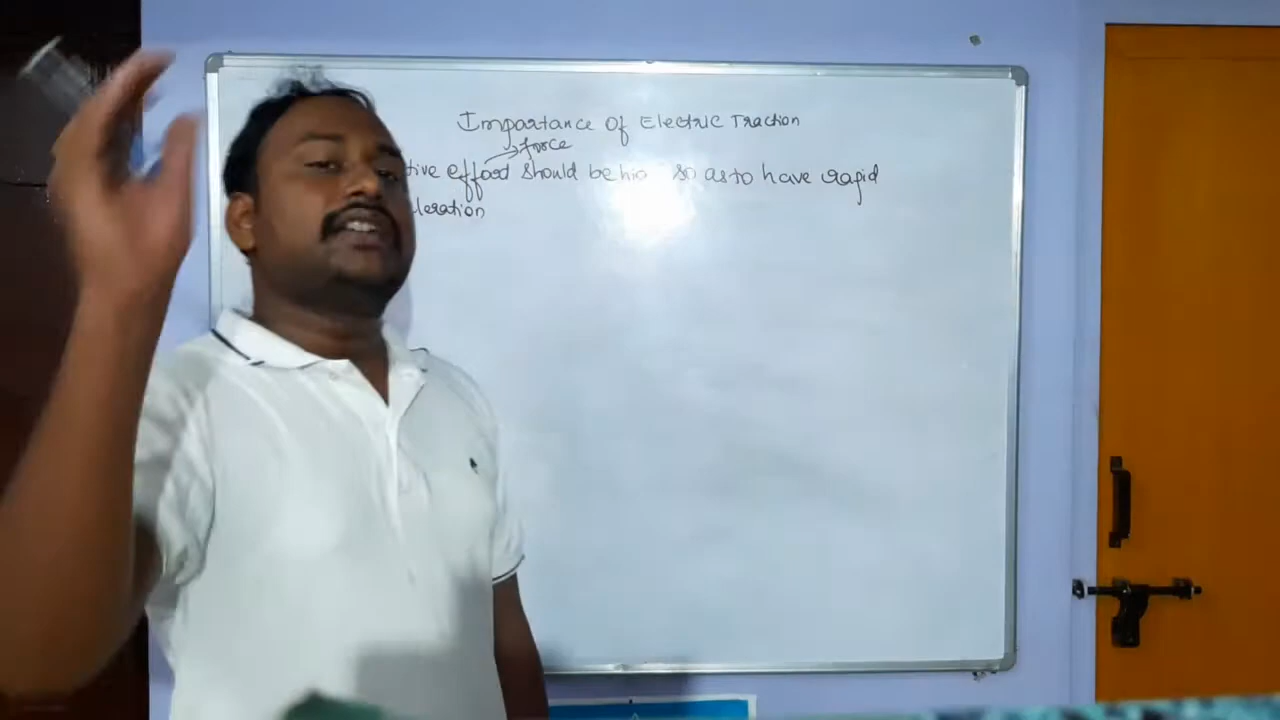 Importance Of Electric Traction
force
tive effort should be hig so as to have rapid
leration